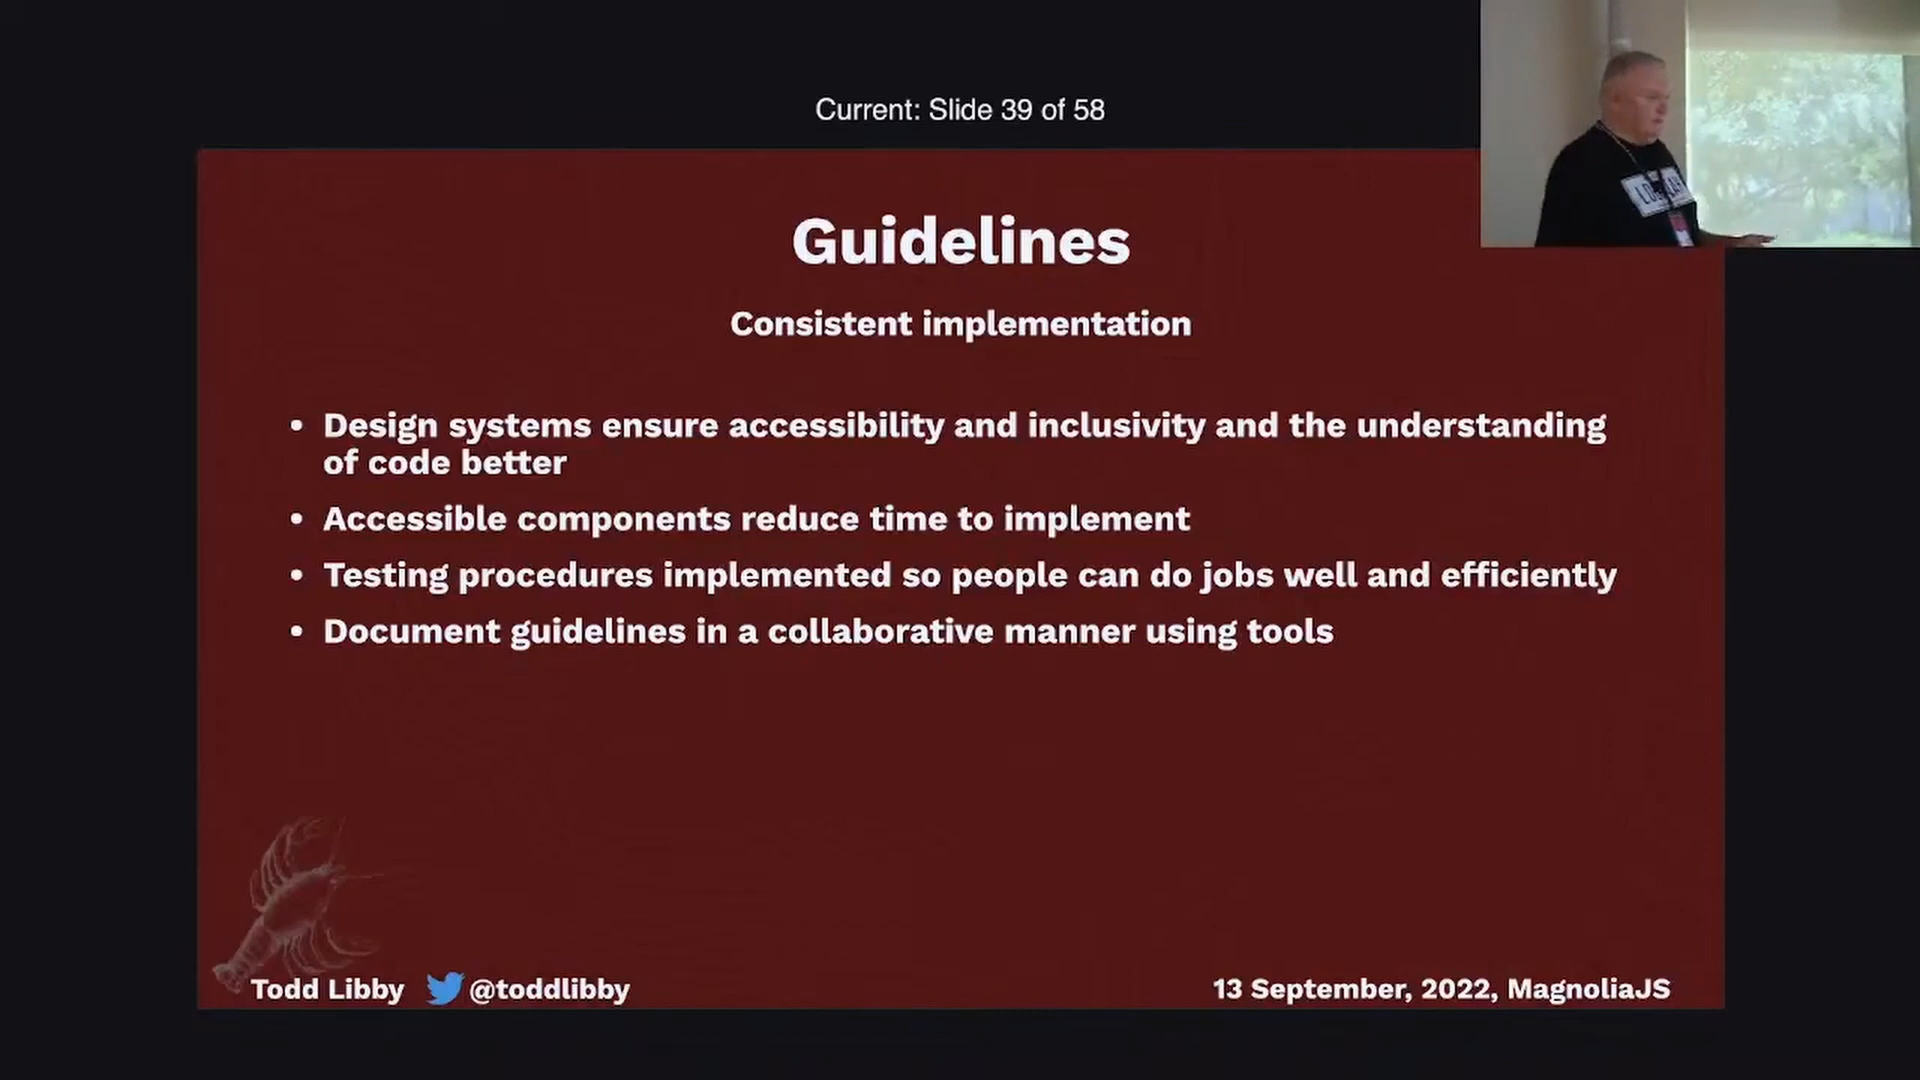 Current: Slide 39 of 58
Guidelines
Consistent implementation
• Design systems ensure accessibility and inclusivity and the understanding
of code better
• Accessible components reduce time to implement
• Testing procedures implemented so people can do jobs well and efficiently
• Document guidelines in a collaborative manner using tools
Todd Libby @toddlibby
13 September, 2022, MagnoliaJS